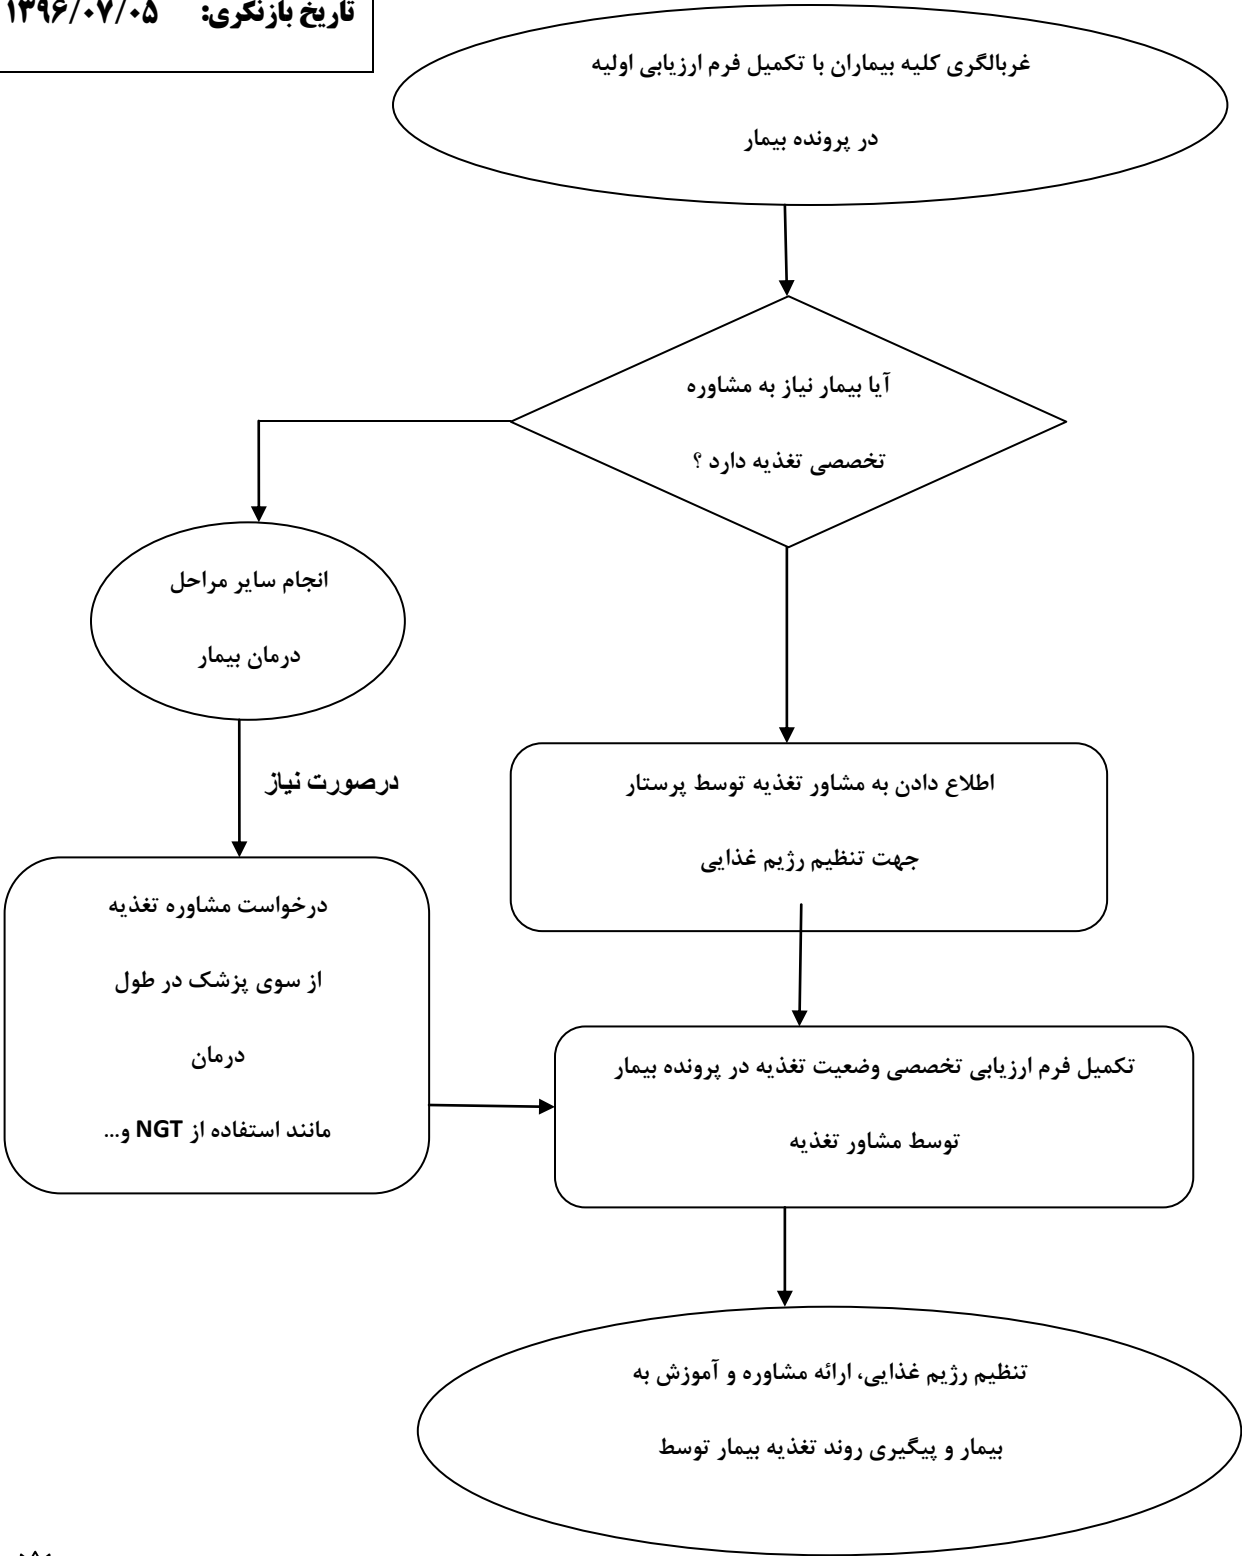 تاریخ بازنگری: ۱۳۹۶/۰۷/۰۵
غربالگری کلیه بیماران با تکمیل فرم ارزیابی اولیه
در پرونده بیمار
آیا بیمار نیاز به مشاوره
تخصصی تغذیه دارد ؟
انجام سایر مراحل
درمان بیمار
درصورت نیاز
اطلاع دادن به مشاور تغذیه توسط پرستار
جهت تنظیم رژیم غذایی
درخواست مشاوره تغذیه
از سوی پزشک در طول
درمان
مانند استفاده از NGT و...
تکمیل فرم ارزیابی تخصصی وضعیت تغذیه در پرونده بیمار
توسط مشاور تغذیه
تنظیم رژیم غذایی، ارائه مشاوره و آموزش به
بیمار و پیگیری روند تغذیه بیمار توسط